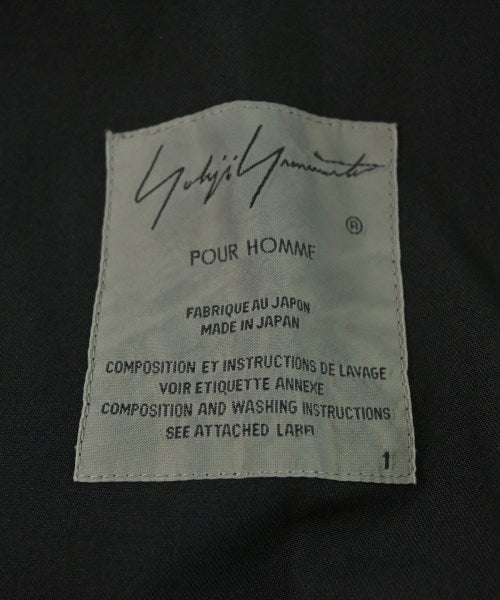 Yohji Yamamoto
®
POUR HOMME
FABRIQUE AU JAPON
MADE IN JAPAN
COMPOSITION ET INSTRUCTIONS DE LAVAGE
VOIR ETIQUETTE ANNEXE
COMPOSITION AND WASHING INSTRUCTIONS
SEE ATTACHED LABEL
1